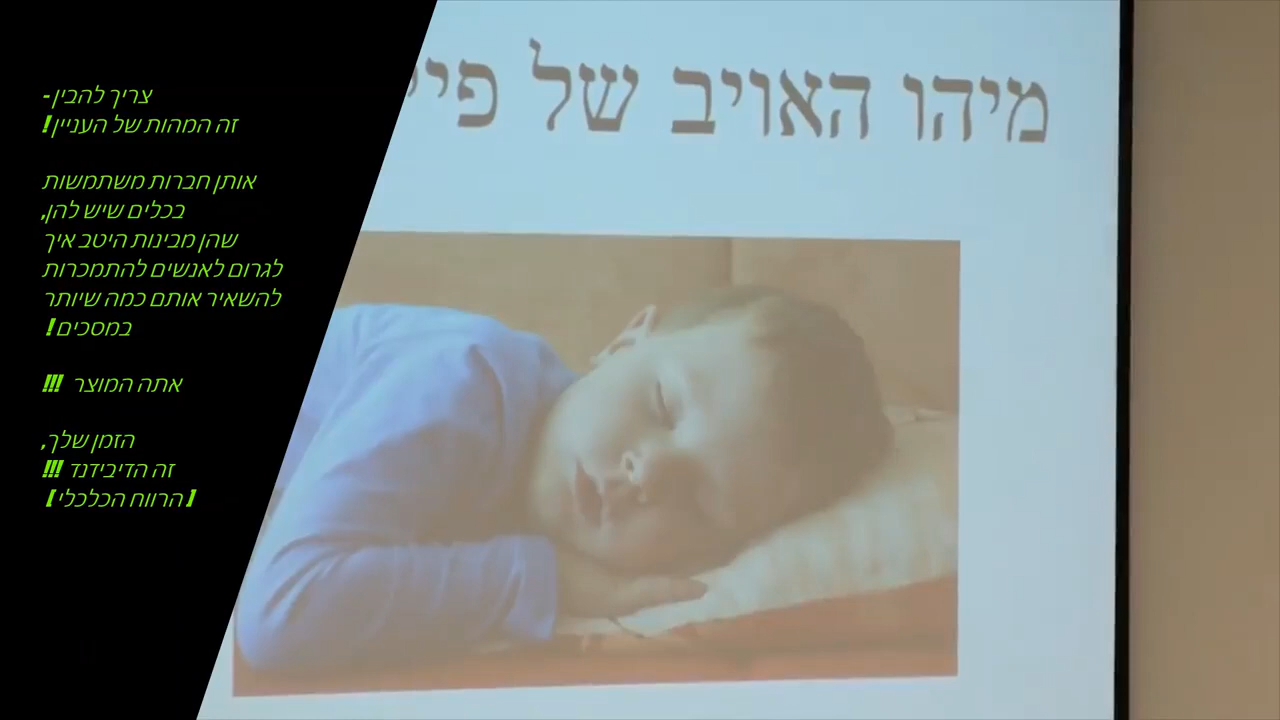 מיהו האויב של
צריך להבין -
זה המהות של העניין!
אותן חברות משתמשות
בכלים שיש להן,
שהן מבינות היטב איך
לגרום לאנשים להתמכרות
להשאיר אותם כמה שיותר
במסכים!
אתה המוצר !!!
הזמן שלך,
זה הדיבידנד !!!
[הרווח הכלכלי]